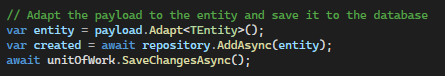 // Adapt the payload to the entity and save it to the database
var entity = payload.Adapt<TEntity>();
var created = await repository.AddAsync(entity);
await unitOfWork.SaveChangesAsync();